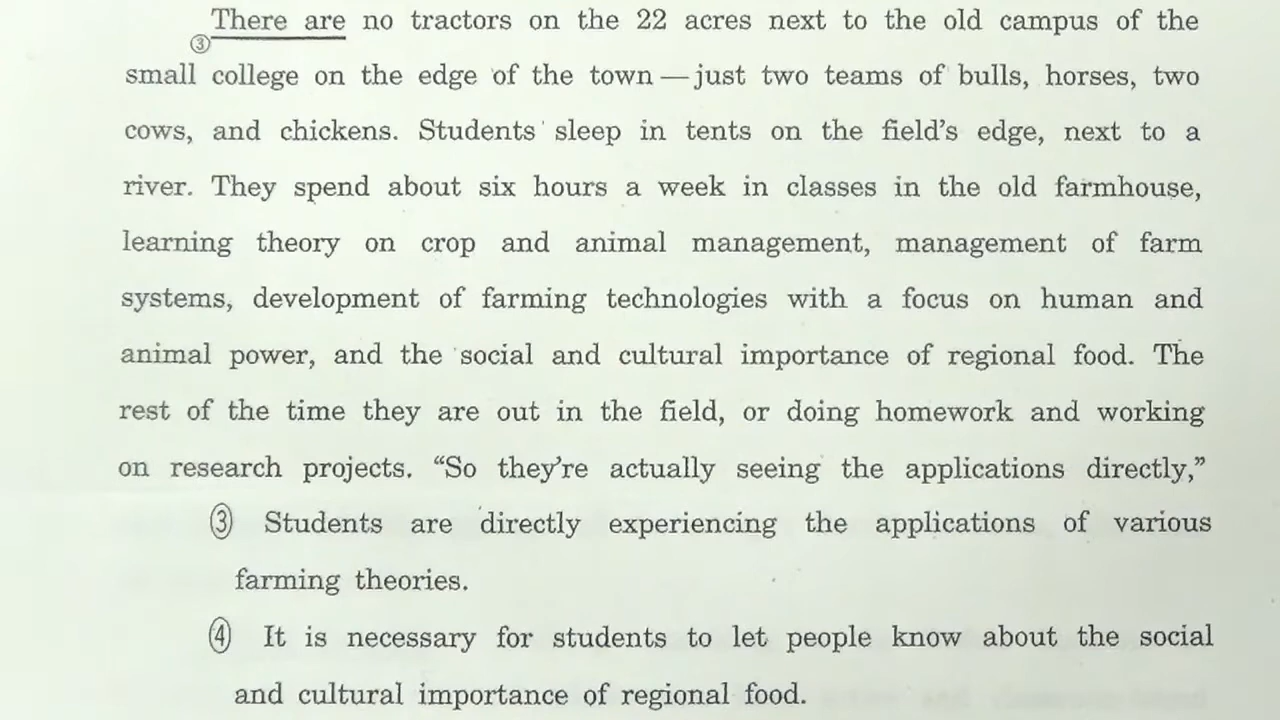 There are no tractors on the 22 acres next to the old campus of the
③
small college on the edge of the town — just two teams of bulls, horses, two
cows, and chickens. Students sleep in tents on the field's edge, next to a
river. They spend about six hours a week in classes in the old farmhouse,
learning theory on crop and animal management, management of farm
systems, development of farming technologies with a focus on human and
animal power, and the social and cultural importance of regional food. The
rest of the time they are out in the field, or doing homework and working
on research projects. “So they're actually seeing the applications directly,”
③ Students are directly experiencing the applications of various
farming theories.
④ It is necessary for students to let people know about the social
and cultural importance of regional food.